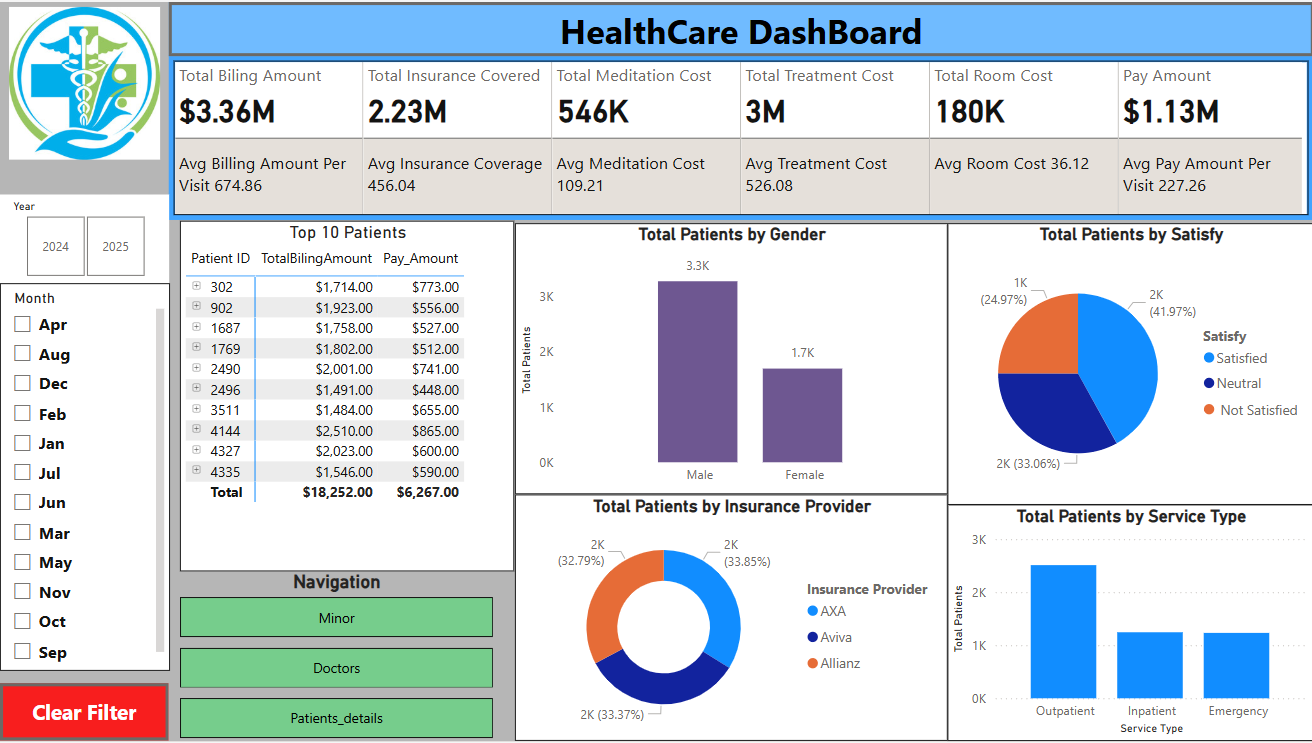 HealthCare DashBoard
Total Biling Amount
$3.36M
Avg Billing Amount Per
Visit 674.86
Total Insurance Covered
2.23M
Avg Insurance Coverage
456.04
Total Meditation Cost
546K
Avg Meditation Cost
109.21
Total Treatment Cost
3M
Avg Treatment Cost
526.08
Total Room Cost
180K
Avg Room Cost 36.12
Pay Amount
$1.13M
Avg Pay Amount Per
Visit 227.26
Year
2024 2025
Month
Apr
Aug
Dec
Feb
Jan
Jul
Jun
Mar
May
Nov
Oct
Sep
Clear Filter
Top 10 Patients
Patient ID TotalBilingAmount Pay_Amount
302 $1,714.00 $773.00
902 $1,923.00 $556.00
1687 $1,758.00 $527.00
1769 $1,802.00 $512.00
2490 $2,001.00 $741.00
2496 $1,491.00 $448.00
3511 $1,484.00 $655.00
4144 $2,510.00 $865.00
4327 $2,023.00 $600.00
4335 $1,546.00 $590.00
Total $18,252.00 $6,267.00
Navigation
Minor
Doctors
Patients_details
Total Patients by Gender
Total Patients
3K
2K
1K
0K
3.3K
1.7K
Male Female
Total Patients by Satisfy
1K
(24.97%)
2K
(41.97%)
2K (33.06%)
Satisfy
Satisfied
Neutral
Not Satisfied
Total Patients by Insurance Provider
2K
(32.79%)
2K
(33.85%)
2K (33.37%)
Insurance Provider
AXA
Aviva
Allianz
Total Patients by Service Type
Total Patients
3K
2K
1K
0K
Outpatient Inpatient Emergency
Service Type